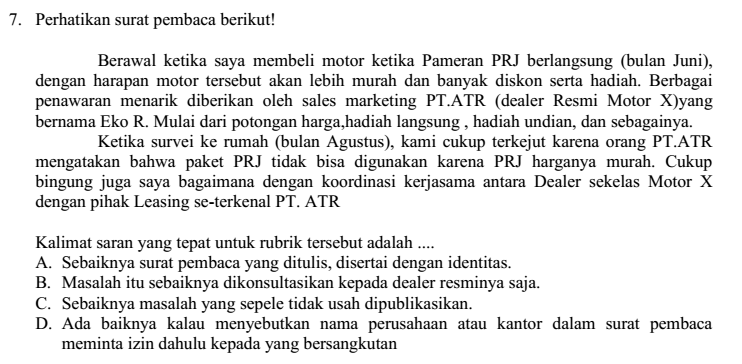 7. Perhatikan surat pembaca berikut!
Berawal ketika saya membeli motor ketika Pameran PRJ berlangsung (bulan Juni),
dengan harapan motor tersebut akan lebih murah dan banyak diskon serta hadiah. Berbagai
penawaran menarik diberikan oleh sales marketing PT.ATR (dealer Resmi Motor X)yang
bernama Eko R. Mulai dari potongan harga,hadiah langsung , hadiah undian, dan sebagainya.
Ketika survei ke rumah (bulan Agustus), kami cukup terkejut karena orang PT.ATR
mengatakan bahwa paket PRJ tidak bisa digunakan karena PRJ harganya murah. Cukup
bingung juga saya bagaimana dengan koordinasi kerjasama antara Dealer sekelas Motor X
dengan pihak Leasing se-terkenal PT. ATR
Kalimat saran yang tepat untuk rubrik tersebut adalah ....
A. Sebaiknya surat pembaca yang ditulis, disertai dengan identitas.
B. Masalah itu sebaiknya dikonsultasikan kepada dealer resminya saja.
C. Sebaiknya masalah yang sepele tidak usah dipublikasikan.
D. Ada baiknya kalau menyebutkan nama perusahaan atau kantor dalam surat pembaca
meminta izin dahulu kepada yang bersangkutan